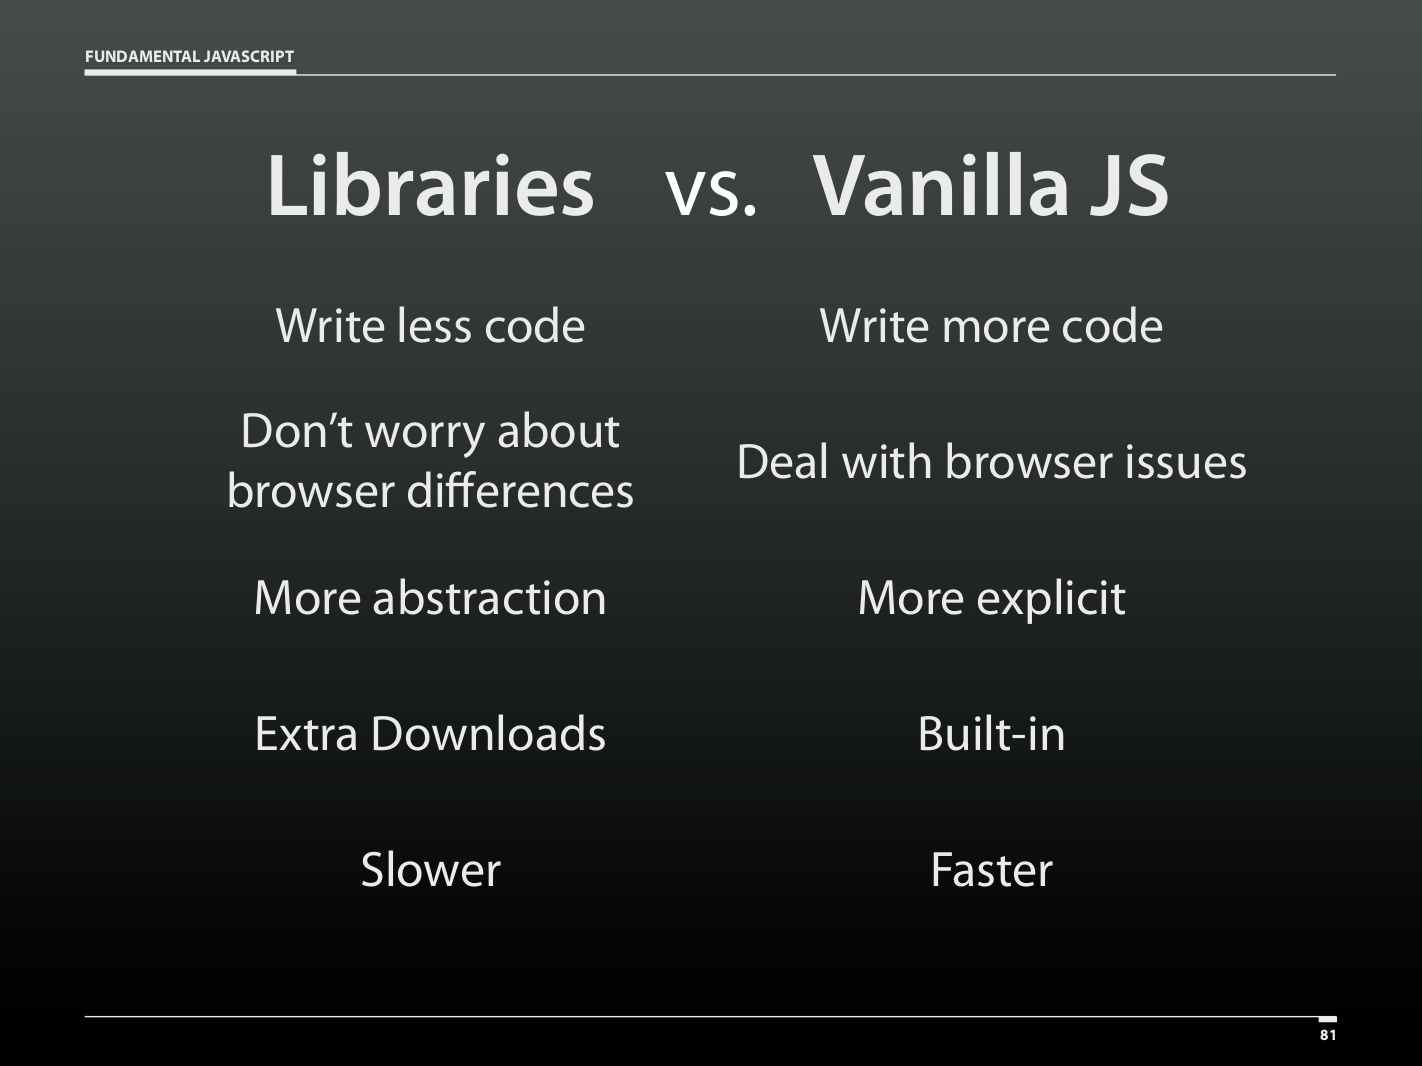 FUNDAMENTAL JAVASCRIPT
Libraries vs. Vanilla JS
Write less code
Write more code
Don’t worry about
browser differences
Deal with browser issues
More abstraction
More explicit
Extra Downloads
Built-in
Slower
Faster
81